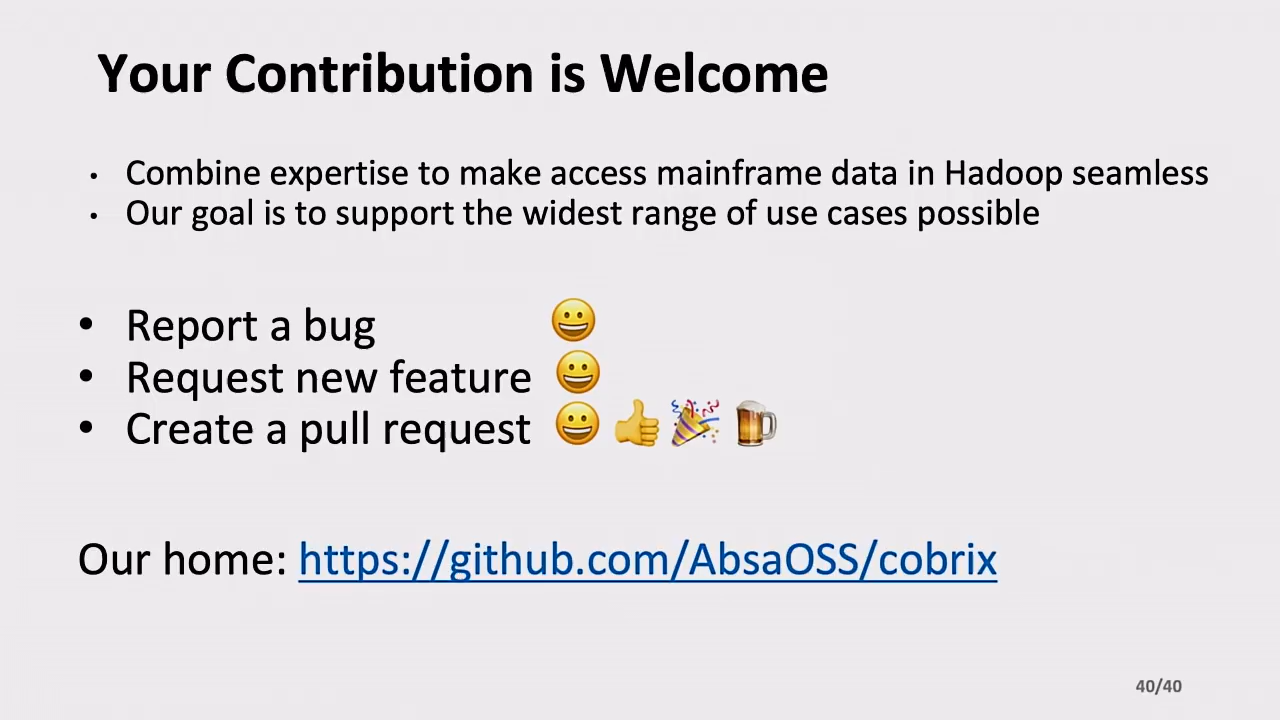 Your Contribution is Welcome
• Combine expertise to make access mainframe data in Hadoop seamless
• Our goal is to support the widest range of use cases possible
• Report a bug 😀
• Request new feature 😀
• Create a pull request 😀 👍 🎉 🍺
Our home: https://github.com/AbsaOSS/cobrix
40/40